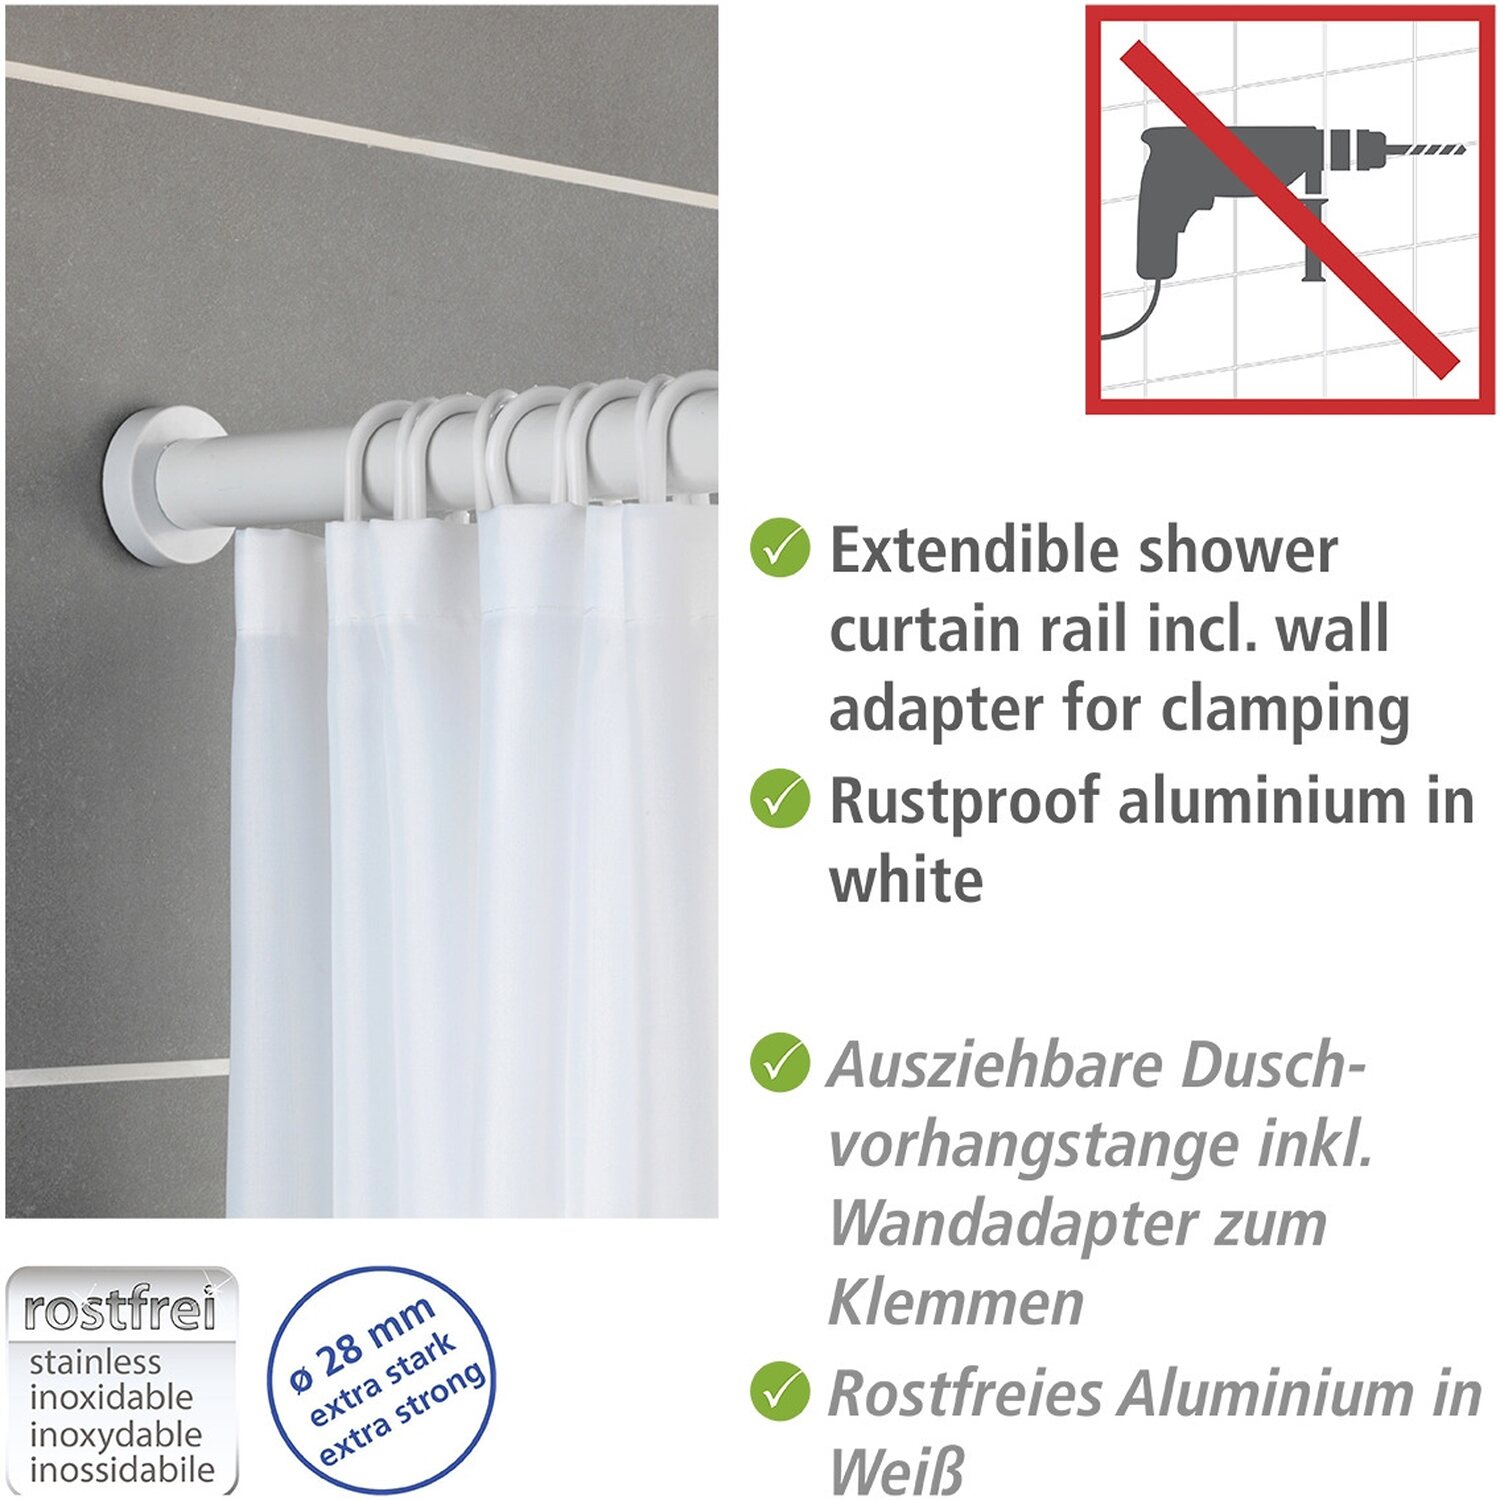 Extendible shower
curtain rail incl. wall
adapter for clamping
Rustproof aluminium in
white
Ausziehbare Dusch-
vorhangstange inkl.
Wandadapter zum
Klemmen
Rostfreies Aluminium in
Weiß
rostfrei
stainless
inoxidable
inoxydable
inossidabile
ø 28 mm
extra stark
extra strong